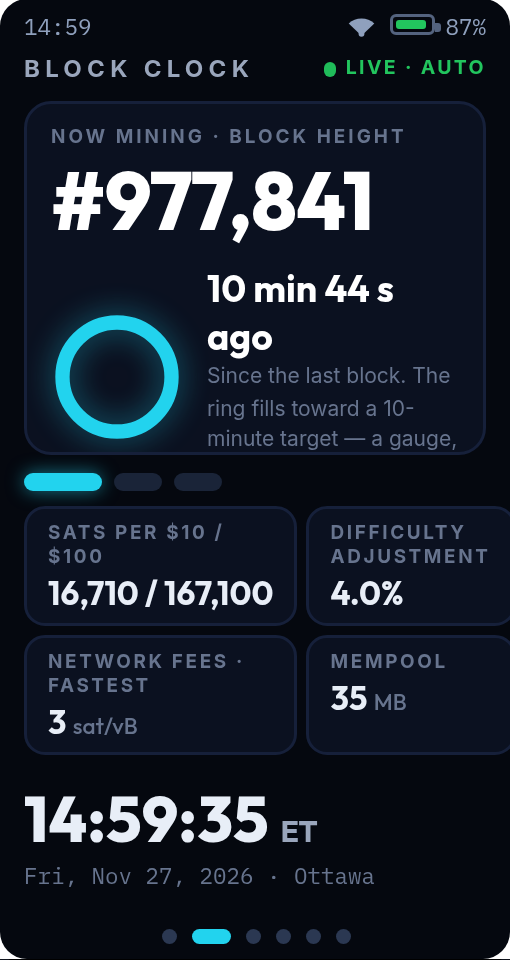 14:59 87%
BLOCK CLOCK LIVE · AUTO
NOW MINING · BLOCK HEIGHT
#977,841
10 min 44 s
ago
Since the last block. The
ring fills toward a 10-
minute target — a gauge,
SATS PER $10 /
$100
16,710 / 167,100
DIFFICULTY
ADJUSTMENT
4.0%
NETWORK FEES ·
FASTEST
3 sat/vB
MEMPOOL
35 MB
14:59:35 ET
Fri, Nov 27, 2026 · Ottawa